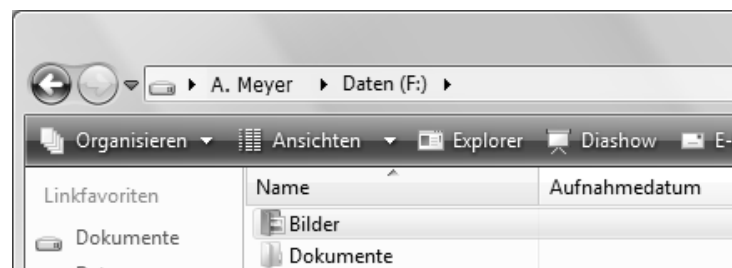 A. Meyer Daten (F:)
Organisieren Ansichten Explorer Diashow E-
Linkfavoriten Name Aufnahmedatum
Bilder
Dokumente Dokumente